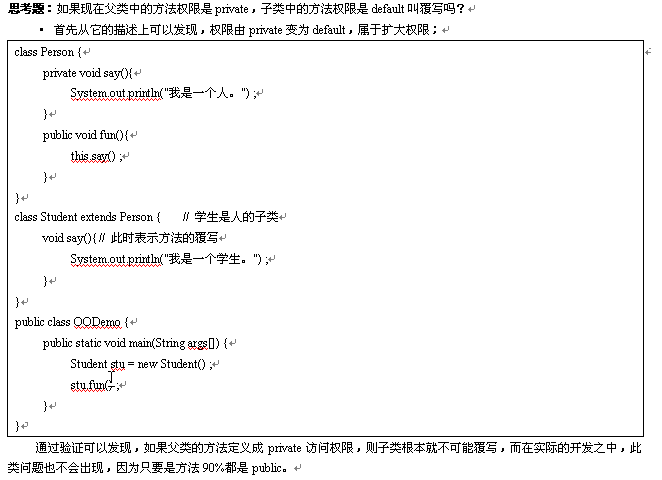 思考题：如果现在父类中的方法权限是 private，子类中的方法权限是 default 叫覆写吗？
• 首先从它的描述上可以发现，权限由 private 变为 default，属于扩大权限；
class Person {
private void say(){
System.out.println("我是一个人。") ;
}
public void fun(){
this.say() ;
}
}
class Student extends Person { // 学生是人的子类
void say(){ // 此时表示方法的覆写
System.out.println("我是一个学生。") ;
}
}
public class OODemo {
public static void main(String args[]) {
Student stu = new Student() ;
stu.fun() ;
}
}
通过验证可以发现，如果父类的方法定义成 private 访问权限，则子类根本就不可能覆写，而在实际的开发之中，此
类问题也不会出现，因为只要是方法 90%都是 public。